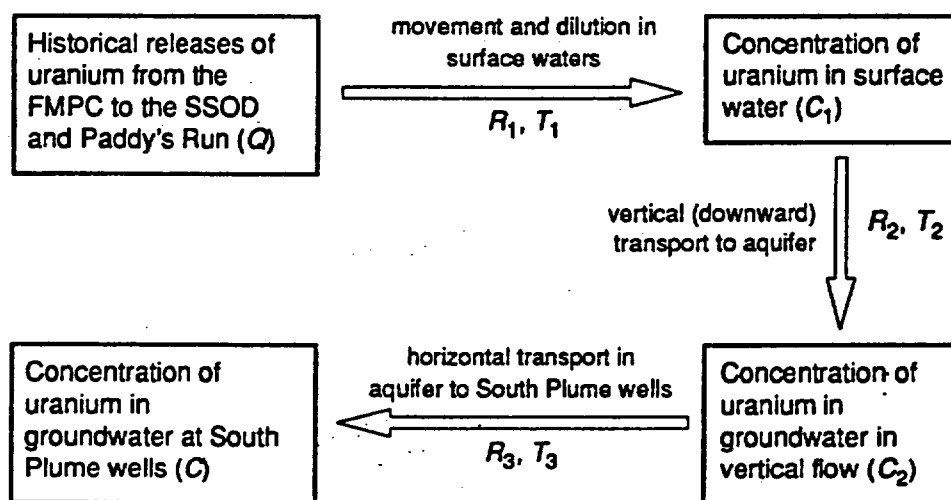 Historical releases of
uranium from the
FMPC to the SSOD
and Paddy's Run (Q)
movement and dilution in
surface waters
R1, T1
Concentration of
uranium in surface
water (C1)
vertical (downward)
transport to aquifer
R2, T2
Concentration of
uranium in
groundwater in
vertical flow (C2)
horizontal transport in
aquifer to South Plume wells
R3, T3
Concentration of
uranium in
groundwater at South
Plume wells (C)